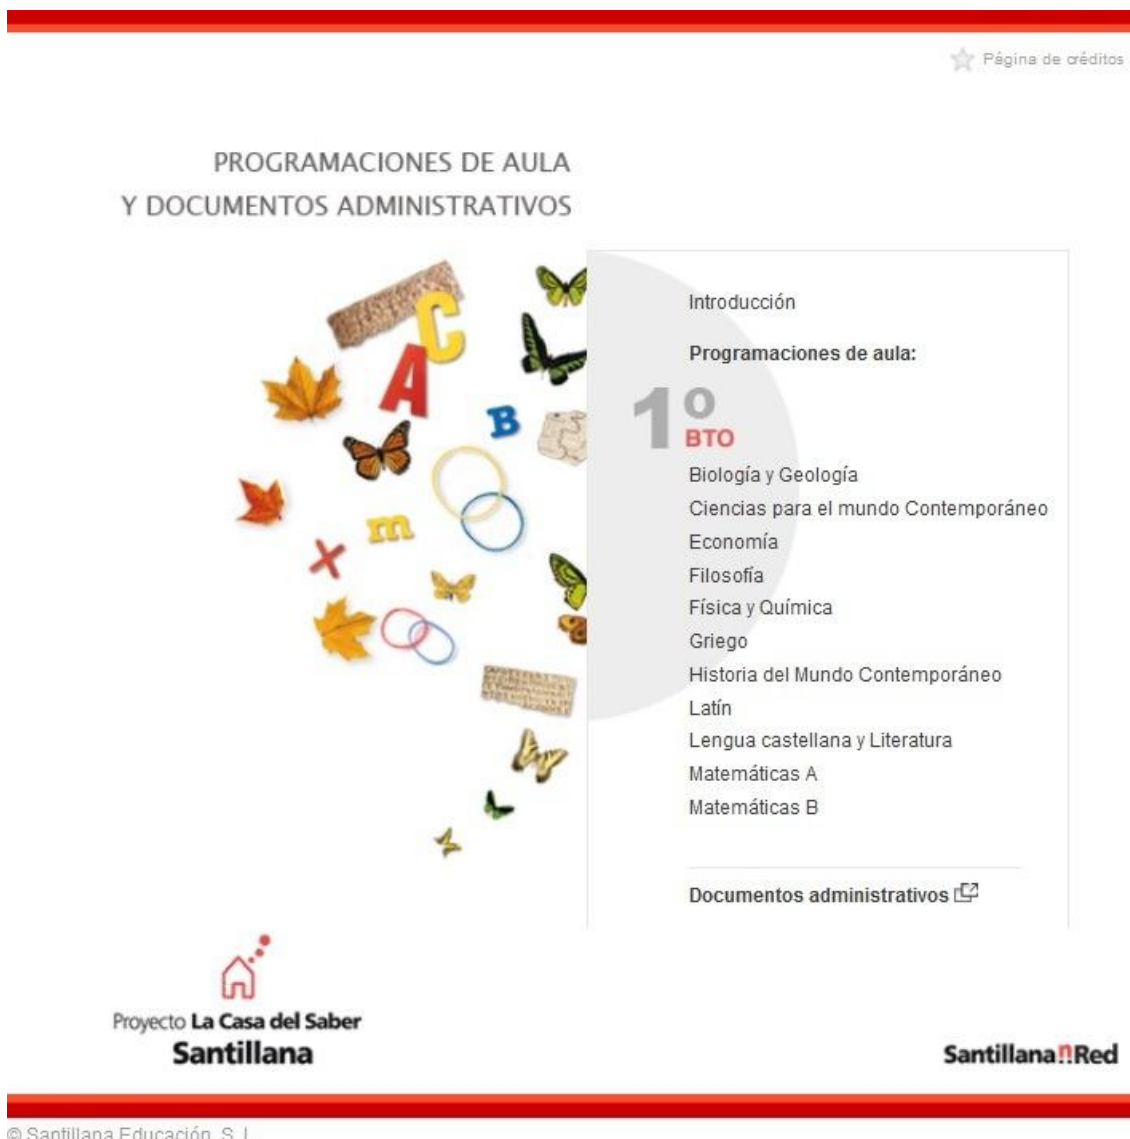 Página de créditos
PROGRAMACIONES DE AULA
Y DOCUMENTOS ADMINISTRATIVOS
C
A
B
m
x
Introducción
Programaciones de aula:
1º
BTO
Biología y Geología
Ciencias para el mundo Contemporáneo
Economía
Filosofía
Física y Química
Griego
Historia del Mundo Contemporáneo
Latín
Lengua castellana y Literatura
Matemáticas A
Matemáticas B
Documentos administrativos
Proyecto La Casa del Saber
Santillana
SantillananRed
© Santillana Educación, S. L.